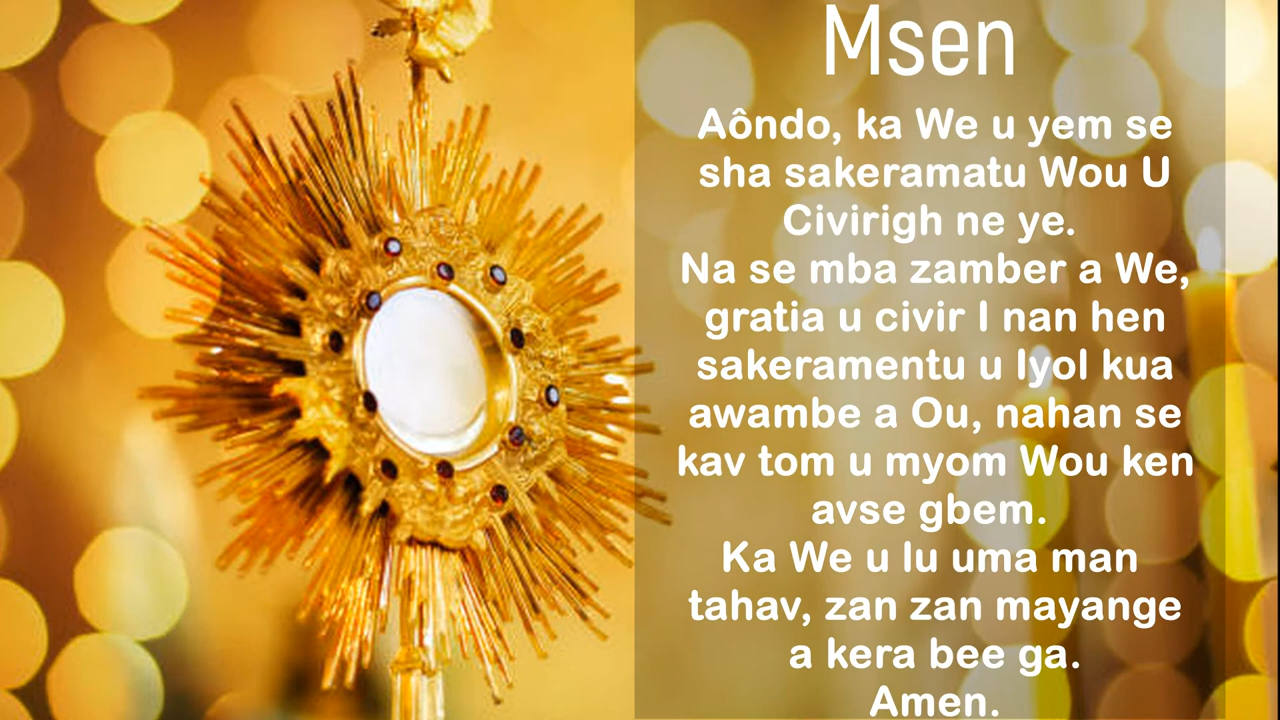 Msen
Aôndo, ka We u yem se
sha sakeramatu Wou U
Civirigh ne ye.
Na se mba zamber a We,
gratia u civir I nan hen
sakeramentu u Iyol kua
awambe a Ou, nahan se
kav tom u myom Wou ken
avse gbem.
Ka We u lu uma man
tahav, zan zan mayange
a kera bee ga.
Amen.